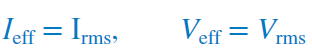 I_eff = I_rms,    V_eff = V_rms